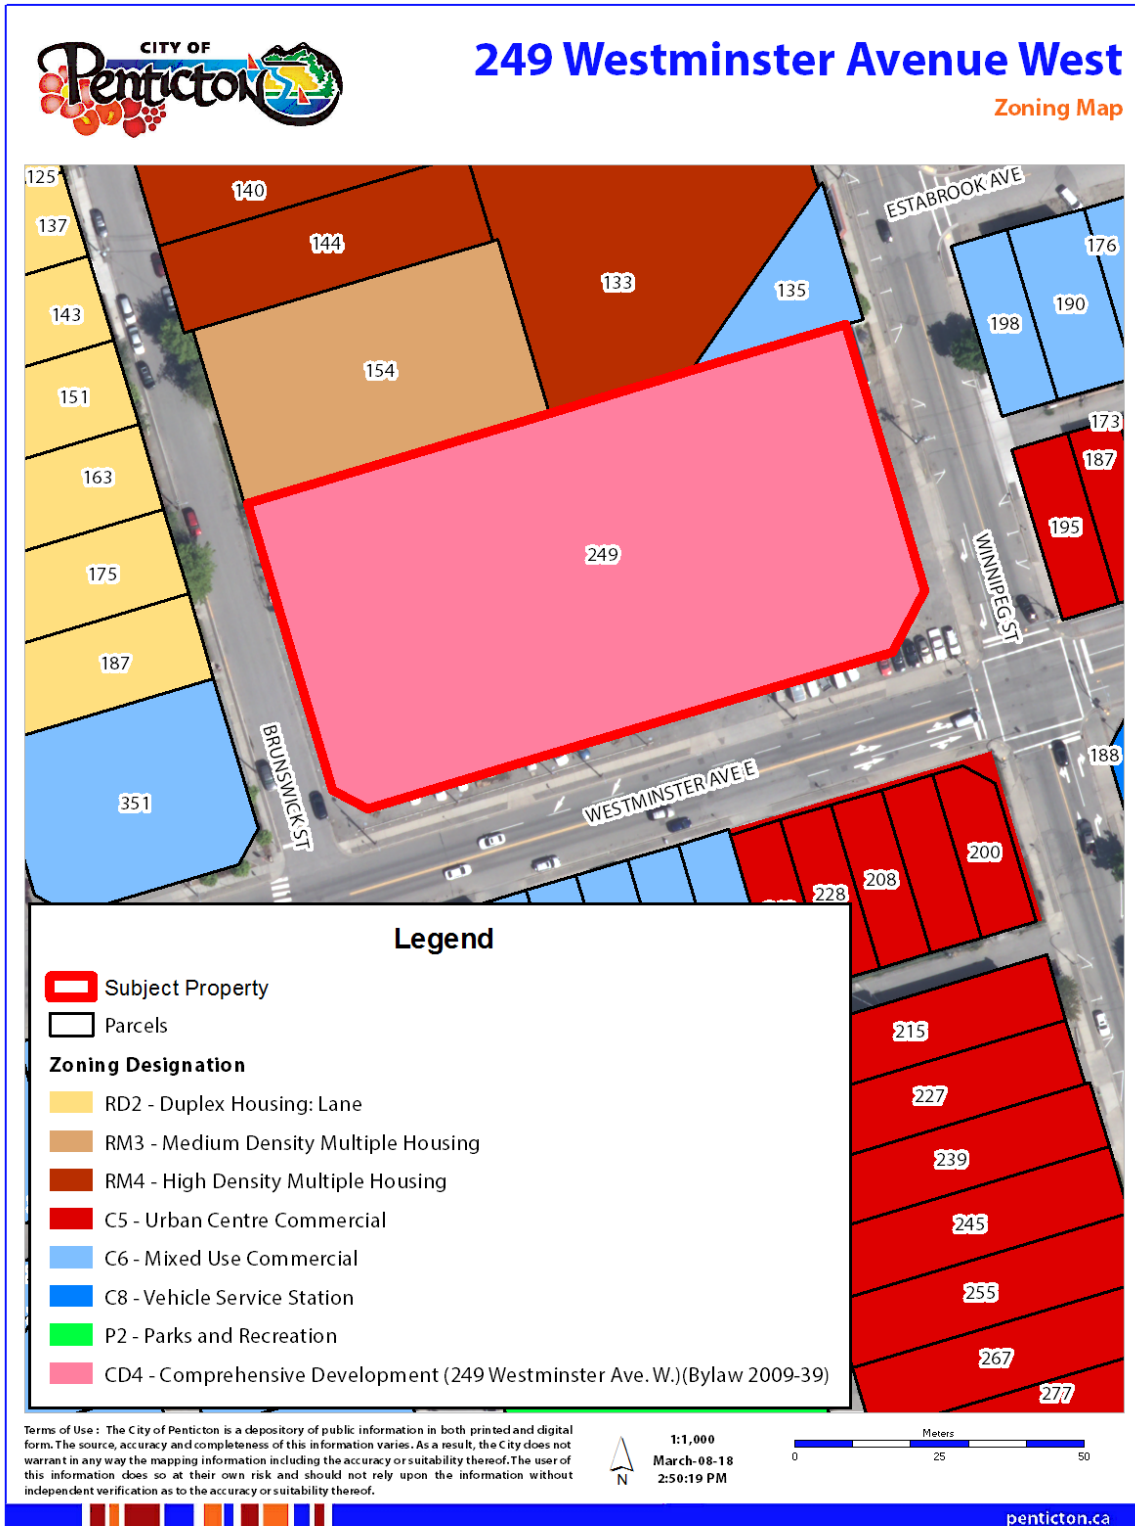 CITY OF
Penticton
249 Westminster Avenue West
Zoning Map
125
137
143
151
163
175
187
351
140
144
154
133
135
249
ESTABROOK AVE
176
190
198
173
187
195
WINNIPEG ST
188
BRUNSWICK ST
WESTMINSTER AVE E
228
208
200
215
227
239
245
255
267
277
Legend
Subject Property
Parcels
Zoning Designation
RD2 - Duplex Housing: Lane
RM3 - Medium Density Multiple Housing
RM4 - High Density Multiple Housing
C5 - Urban Centre Commercial
C6 - Mixed Use Commercial
C8 - Vehicle Service Station
P2 - Parks and Recreation
CD4 - Comprehensive Development (249 Westminster Ave. W.)(Bylaw 2009-39)
Terms of Use : The City of Penticton is a depository of public information in both printed and digital
form. The source, accuracy and completeness of this information varies. As a result, the City does not
warrant in any way the mapping information including the accuracy or suitability thereof. The user of
this information does so at their own risk and should not rely upon the information without
independent verification as to the accuracy or suitability thereof.
N
1:1,000
March-08-18
2:50:19 PM
Meters
0 25 50
penticton.ca